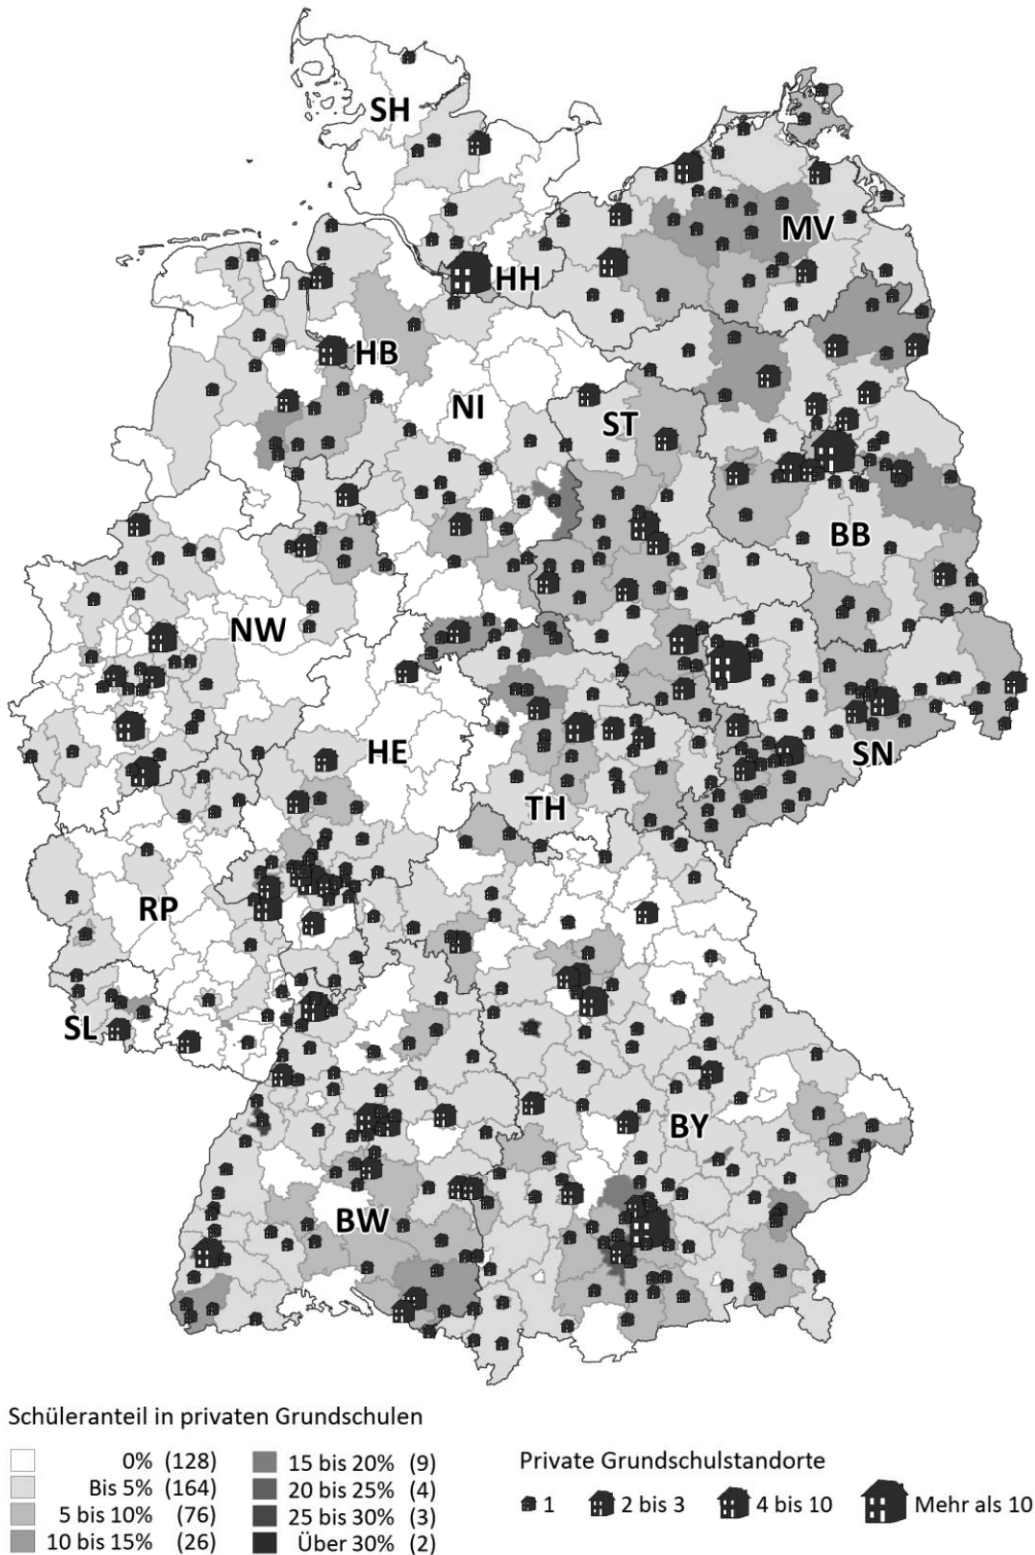 SH
MV
HH
HB
NI
ST
BB
NW
HE
SN
TH
RP
SL
BY
BW
Schüleranteil in privaten Grundschulen
0% (128)
Bis 5% (164)
5 bis 10% (76)
10 bis 15% (26)
15 bis 20% (9)
20 bis 25% (4)
25 bis 30% (3)
Über 30% (2)
Private Grundschulstandorte
1
2 bis 3
4 bis 10
Mehr als 10